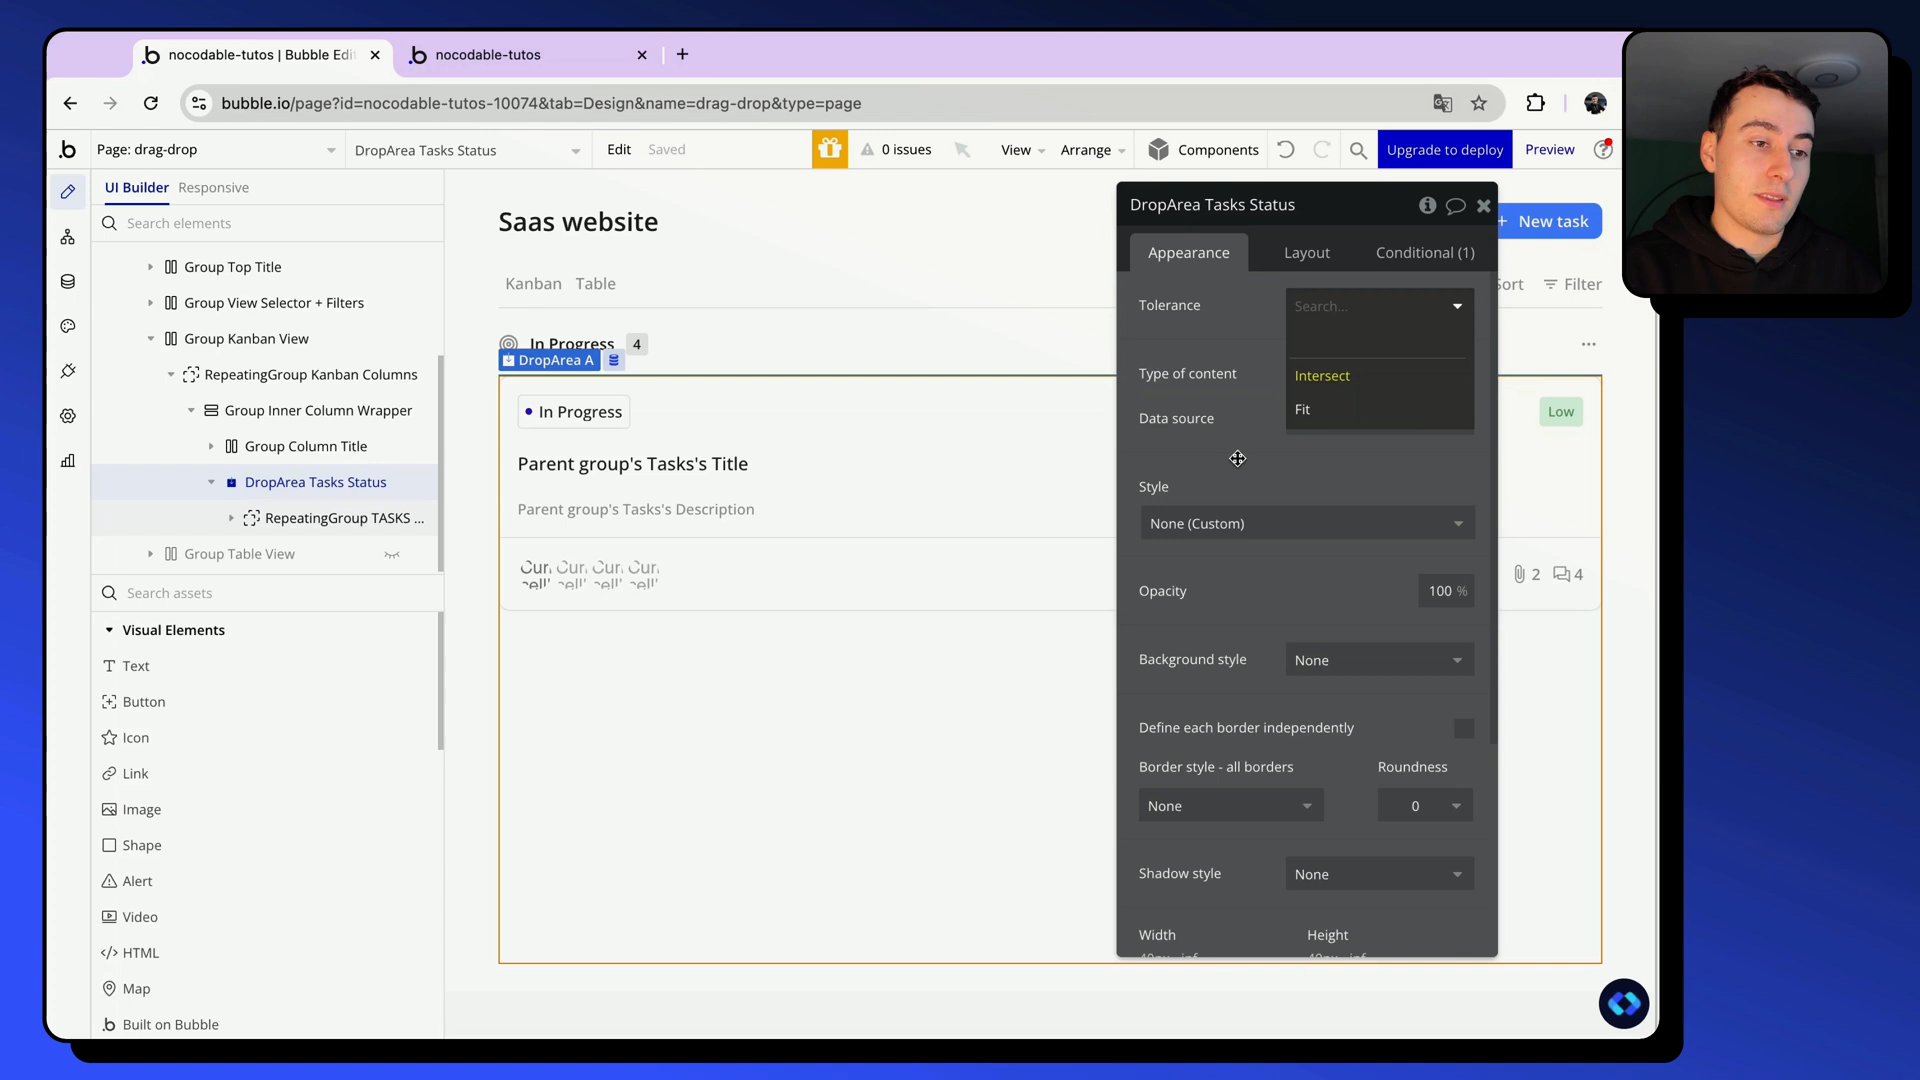 nocodable-tutos | Bubble Edi
nocodable-tutos
bubble.io/page?id=nocodable-tutos-10074&tab=Design&name=drag-drop&type=page
Page: drag-drop
DropArea Tasks Status
Edit
Saved
0 issues
View
Arrange
Components
Upgrade to deploy
Preview
UI Builder
Responsive
Search elements
Group Top Title
Group View Selector + Filters
Group Kanban View
RepeatingGroup Kanban Columns
Group Inner Column Wrapper
Group Column Title
DropArea Tasks Status
RepeatingGroup TASKS ...
Group Table View
Search assets
Visual Elements
Text
Button
Icon
Link
Image
Shape
Alert
Video
HTML
Map
Built on Bubble
Saas website
+ New task
Kanban
Table
Sort
Filter
In Progress
4
DropArea A
In Progress
Low
Parent group's Tasks's Title
Parent group's Tasks's Description
2
4
DropArea Tasks Status
Appearance
Layout
Conditional (1)
Tolerance
Search...
Type of content
Intersect
Fit
Data source
Style
None (Custom)
Opacity
100 %
Background style
None
Define each border independently
Border style - all borders
Roundness
None
0
Shadow style
None
Width
Height